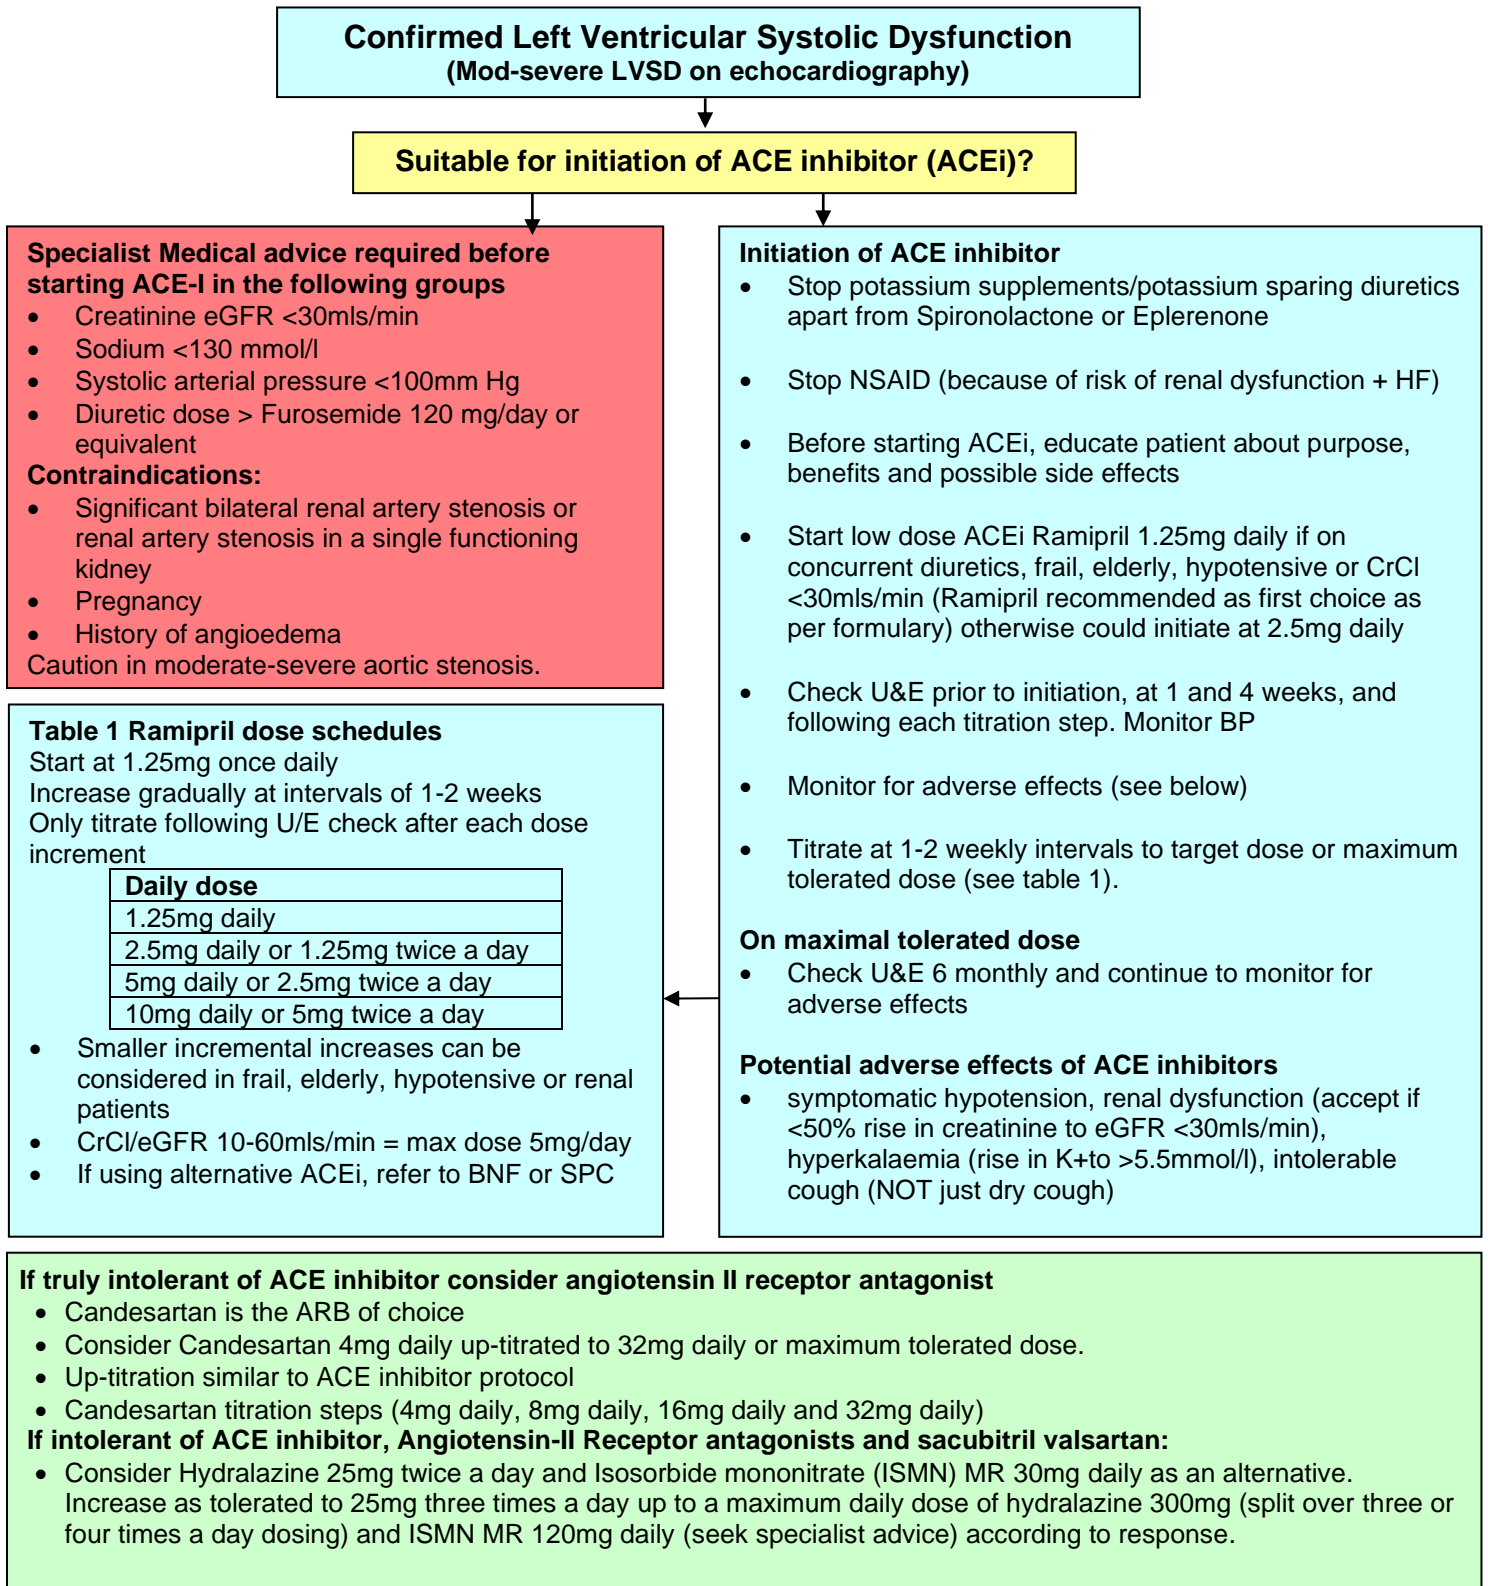 Confirmed Left Ventricular Systolic Dysfunction
(Mod-severe LVSD on echocardiography)
Suitable for initiation of ACE inhibitor (ACEi)?
Specialist Medical advice required before
starting ACE-I in the following groups
• Creatinine eGFR <30mls/min
• Sodium <130 mmol/l
• Systolic arterial pressure <100mm Hg
• Diuretic dose > Furosemide 120 mg/day or
equivalent
Contraindications:
• Significant bilateral renal artery stenosis or
renal artery stenosis in a single functioning
kidney
• Pregnancy
• History of angioedema
Caution in moderate-severe aortic stenosis.
Table 1 Ramipril dose schedules
Start at 1.25mg once daily
Increase gradually at intervals of 1-2 weeks
Only titrate following U/E check after each dose
increment
Daily dose
1.25mg daily
2.5mg daily or 1.25mg twice a day
5mg daily or 2.5mg twice a day
10mg daily or 5mg twice a day
• Smaller incremental increases can be
considered in frail, elderly, hypotensive or renal
patients
• CrCl/eGFR 10-60mls/min = max dose 5mg/day
• If using alternative ACEi, refer to BNF or SPC
Initiation of ACE inhibitor
• Stop potassium supplements/potassium sparing diuretics
apart from Spironolactone or Eplerenone
• Stop NSAID (because of risk of renal dysfunction + HF)
• Before starting ACEi, educate patient about purpose,
benefits and possible side effects
• Start low dose ACEi Ramipril 1.25mg daily if on
concurrent diuretics, frail, elderly, hypotensive or CrCl
<30mls/min (Ramipril recommended as first choice as
per formulary) otherwise could initiate at 2.5mg daily
• Check U&E prior to initiation, at 1 and 4 weeks, and
following each titration step. Monitor BP
• Monitor for adverse effects (see below)
• Titrate at 1-2 weekly intervals to target dose or maximum
tolerated dose (see table 1).
On maximal tolerated dose
• Check U&E 6 monthly and continue to monitor for
adverse effects
Potential adverse effects of ACE inhibitors
• symptomatic hypotension, renal dysfunction (accept if
<50% rise in creatinine to eGFR <30mls/min),
hyperkalaemia (rise in K+to >5.5mmol/l), intolerable
cough (NOT just dry cough)
If truly intolerant of ACE inhibitor consider angiotensin II receptor antagonist
• Candesartan is the ARB of choice
• Consider Candesartan 4mg daily up-titrated to 32mg daily or maximum tolerated dose.
• Up-titration similar to ACE inhibitor protocol
• Candesartan titration steps (4mg daily, 8mg daily, 16mg daily and 32mg daily)
If intolerant of ACE inhibitor, Angiotensin-II Receptor antagonists and sacubitril valsartan:
• Consider Hydralazine 25mg twice a day and Isosorbide mononitrate (ISMN) MR 30mg daily as an alternative.
Increase as tolerated to 25mg three times a day up to a maximum daily dose of hydralazine 300mg (split over three or
four times a day dosing) and ISMN MR 120mg daily (seek specialist advice) according to response.